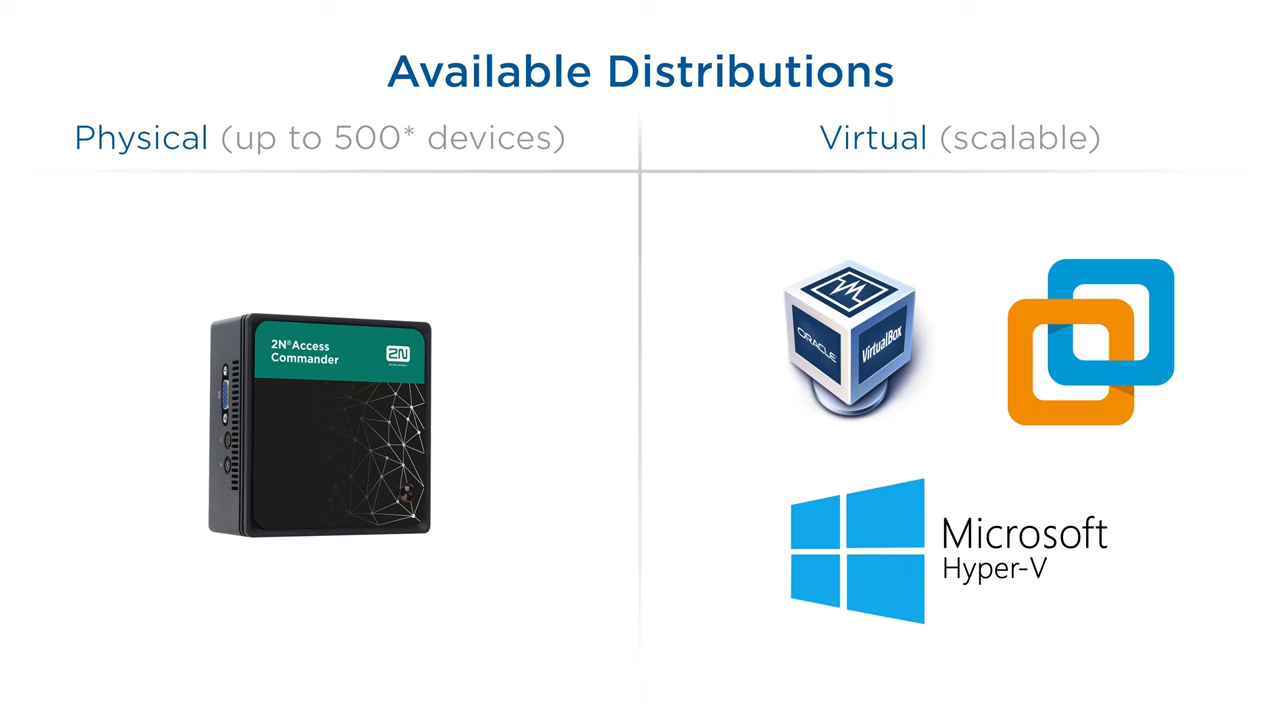 Available Distributions
Physical (up to 500* devices)
Virtual (scalable)
2N®Access
Commander
2N
ORACLE
VirtualBox
Microsoft
Hyper-V